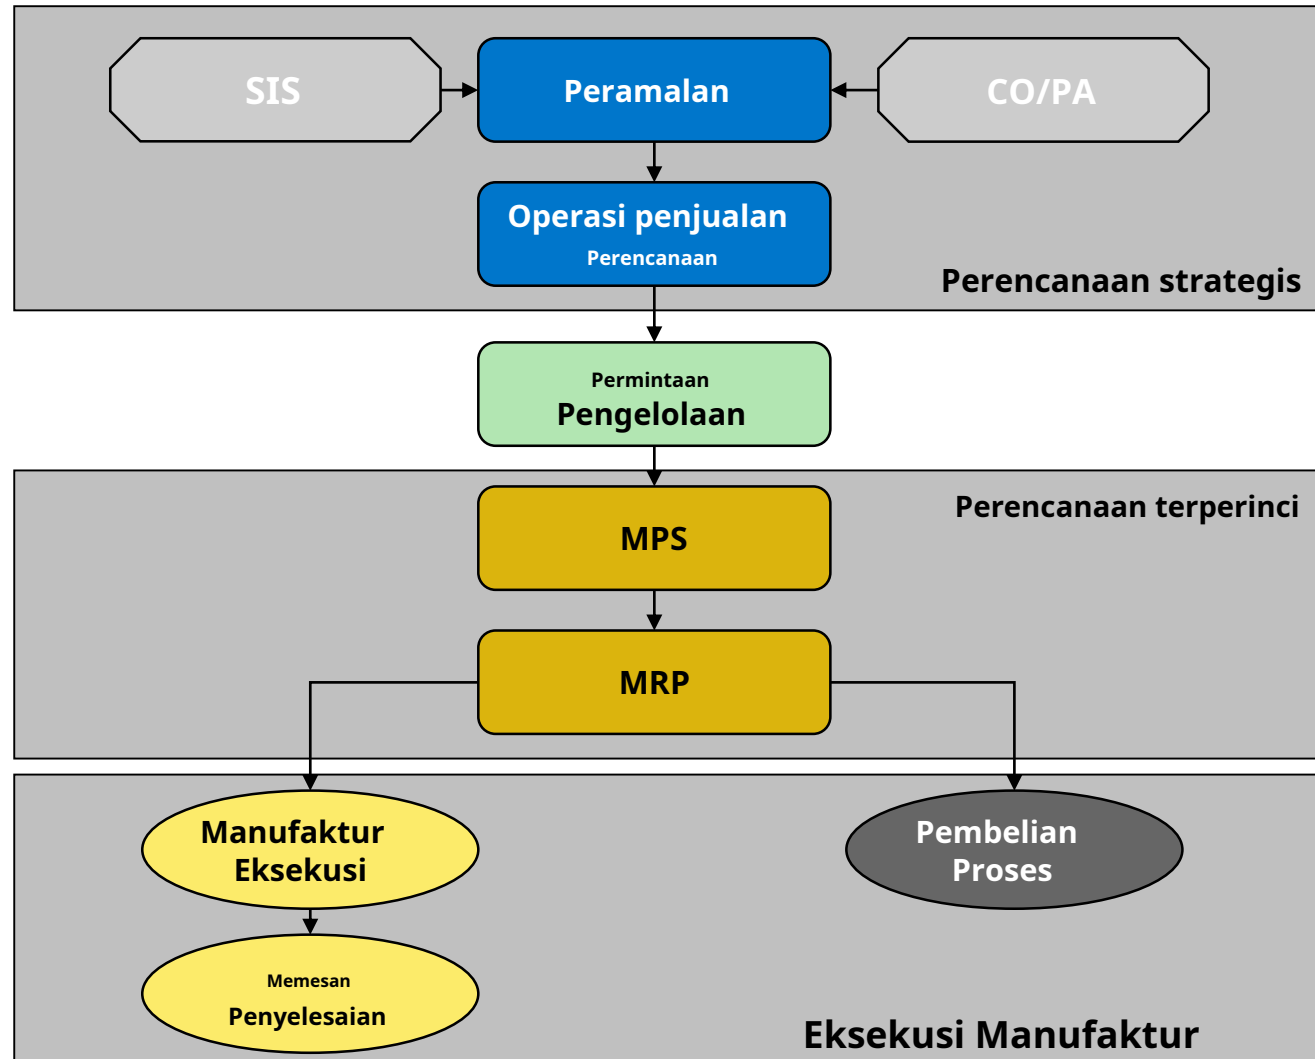 SIS
Peramalan
CO/PA
Operasi penjualan
Perencanaan
Perencanaan strategis
Permintaan
Pengelolaan
Perencanaan terperinci
MPS
MRP
Manufaktur
Eksekusi
Pembelian
Proses
Memesan
Penyelesaian
Eksekusi Manufaktur